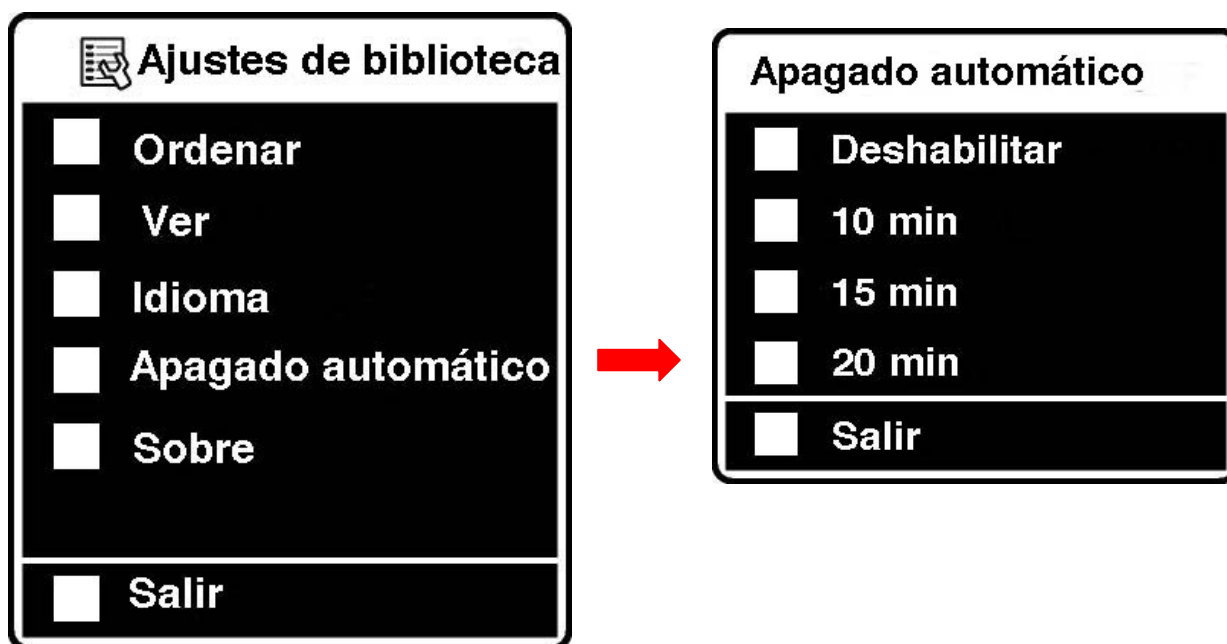 Ajustes de biblioteca
Ordenar
Ver
Idioma
Apagado automático
Sobre
Salir
Apagado automático
Deshabilitar
10 min
15 min
20 min
Salir